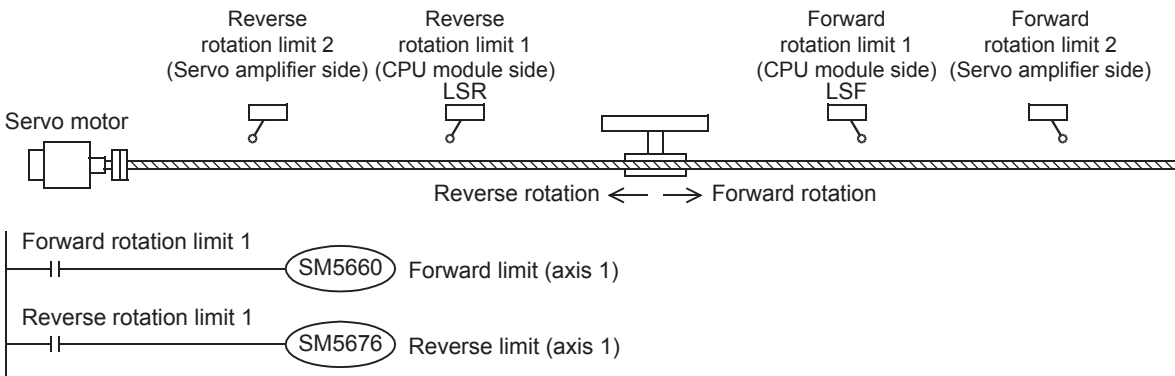 Reverse
rotation limit 2
(Servo amplifier side)
Reverse
rotation limit 1
(CPU module side)
LSR
Forward
rotation limit 1
(CPU module side)
LSF
Forward
rotation limit 2
(Servo amplifier side)
Servo motor
Reverse rotation
Forward rotation
Forward rotation limit 1
SM5660
Forward limit (axis 1)
Reverse rotation limit 1
SM5676
Reverse limit (axis 1)